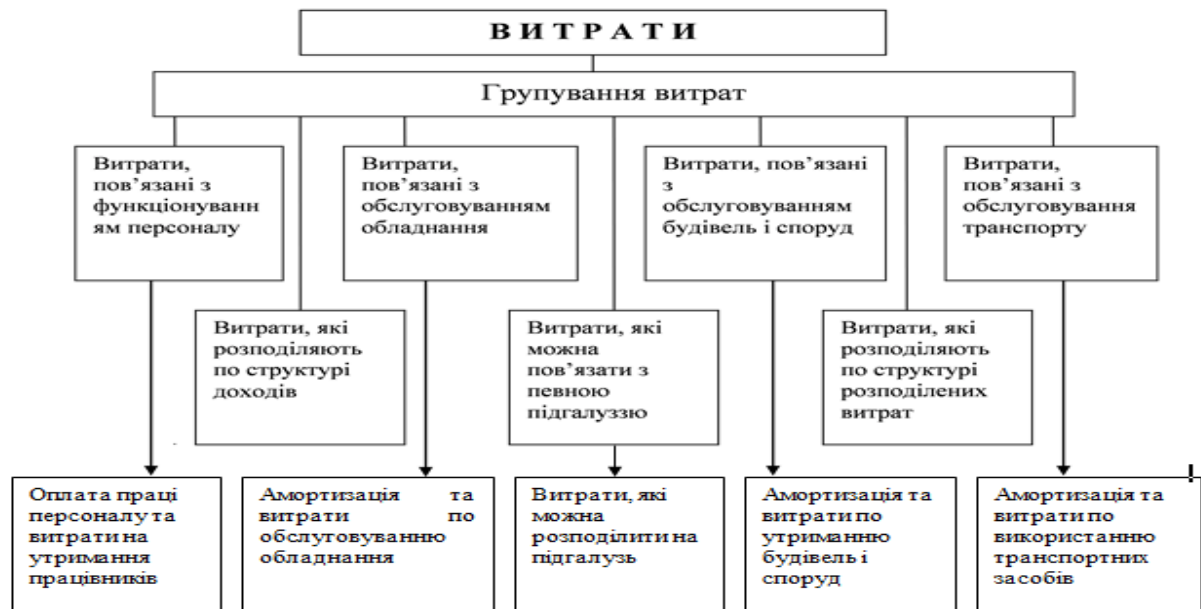 В И Т Р А Т И
Групування витрат
Витрати,
пов’язані з
функціонуванн
ям персоналу
Витрати,
пов’язані з
обслуговуванням
обладнання
Витрати, пов’язані
з
обслуговуванням
будівель і споруд
Витрати,
пов’язані з
обслуговування
транспорту
Витрати, які
розподіляють
по структурі
доходів
Витрати, які
можна
пов’язати з
певною
підгалуззю
Витрати, які
розподіляють
по структурі
розподілених
витрат
Оплата праці
персоналу та
витрати на
утримання
працівників
Амортизація та
витрати по
обслуговуванню
обладнання
Витрати, які
можна
розподілити на
підгалузь
Амортизація та
витрати по
утриманню
будівель і
споруд
Амортизація та
витрати по
використанню
транспортних
засобів